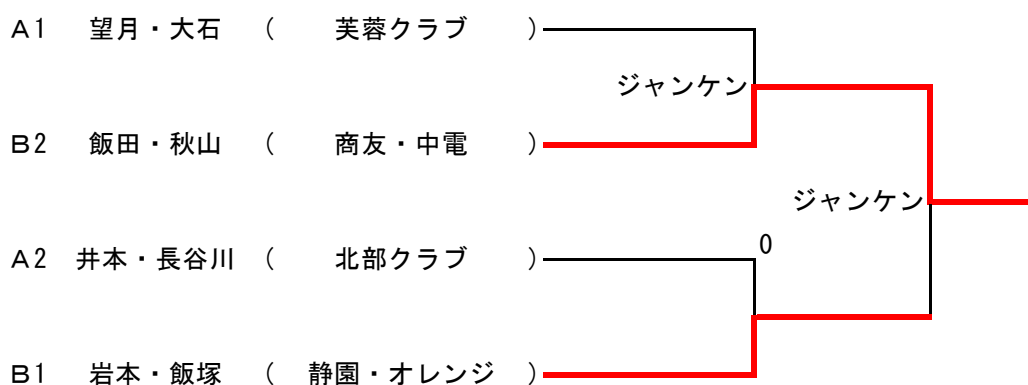 A1 望月・大石 ( 芙蓉クラブ )
ジャンケン
B2 飯田・秋山 ( 商友・中電 )
ジャンケン
0
A2 井本・長谷川 ( 北部クラブ )
B1 岩本・飯塚 ( 静園・オレンジ )